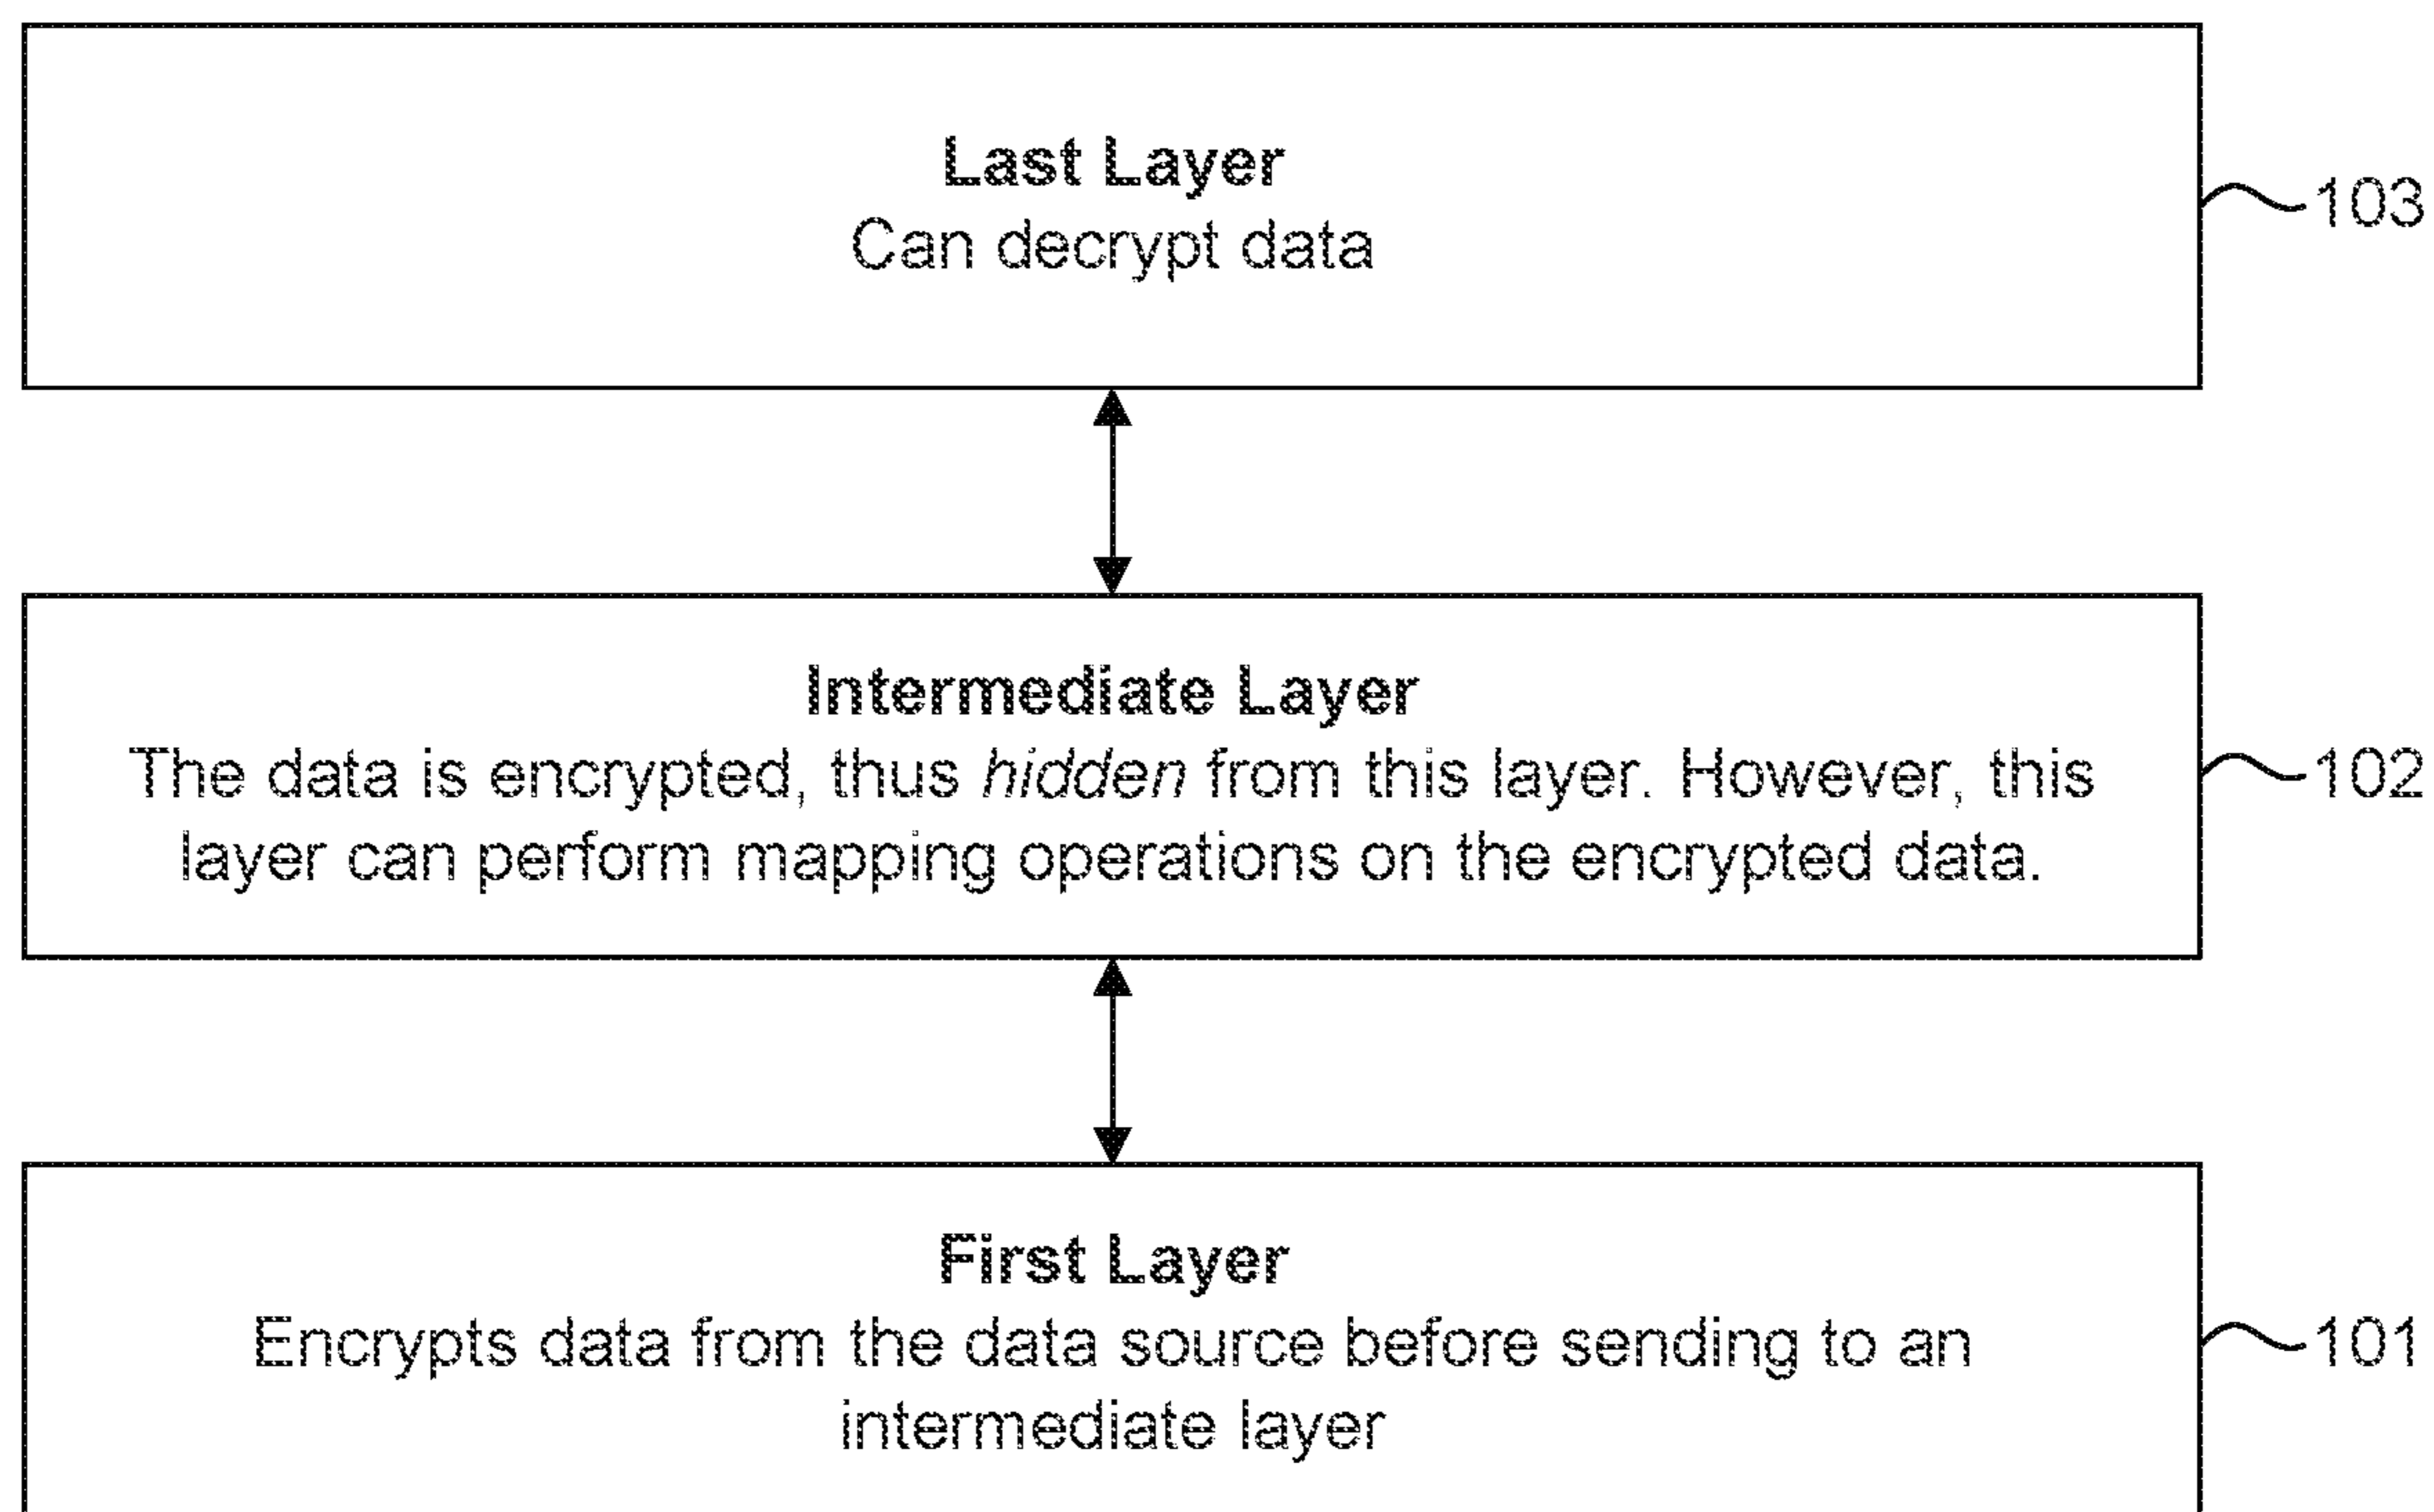 Last Layer
Can decrypt data
103
Intermediate Layer
The data is encrypted, thus hidden from this layer. However, this
layer can perform mapping operations on the encrypted data.
102
First Layer
Encrypts data from the data source before sending to an
intermediate layer
101